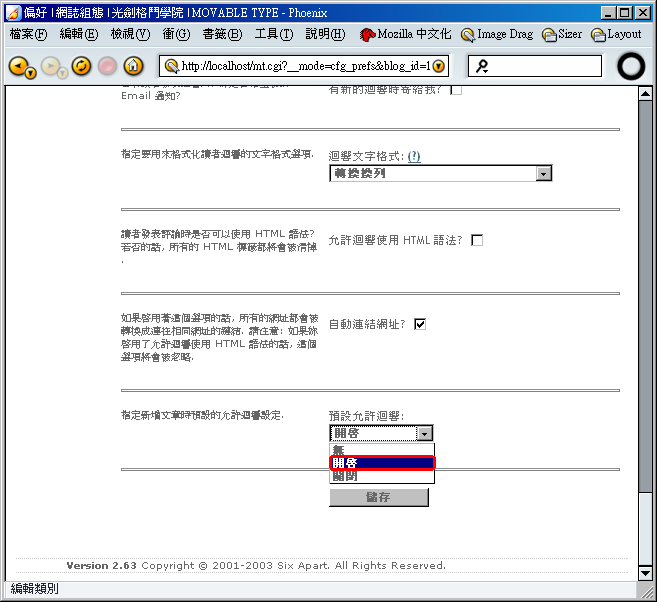 偏好 | 網誌組態 | 光劍格鬥學院 | MOVABLE TYPE - Phoenix
檔案(F) 編輯(E) 檢視(V) 衝(G) 書籤(B) 工具(T) 說明(H) Mozilla 中文化 Image Drag Sizer Layout
http://localhost/mt.cgi?__mode=cfg_prefs&blog_id=1
Email 通知?
有新的迴響時寄給我?
指定要用來格式化讀者迴響的文字格式選項.
迴響文字格式: (?)
轉換換列
讀者發表評論時是否可以使用 HTML 語法?
若否的話, 所有的 HTML 標籤都將會被清掉
.
允許迴響使用 HTML 語法?
如果啓用著這個選項的話, 所有的網址都會被
轉換成連往相同網址的鏈結. 請注意: 如果妳
啓用了允許迴響使用 HTML 語法的話, 這個
選項將會被忽略.
自動連結網址?
指定新增文章時預設的允許迴響設定.
預設允許迴響:
開啓
無
開啓
關閉
儲存
Version 2.63 Copyright © 2001-2003 Six Apart. All Rights Reserved.
編輯類別